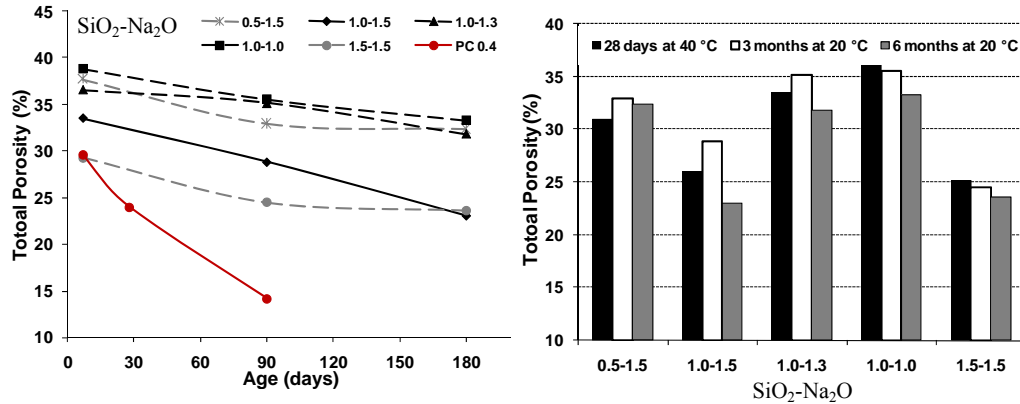 SiO2-Na2O
0.5-1.5
1.0-1.5
1.0-1.3
1.0-1.0
1.5-1.5
PC 0.4
Totoal Porosity (%)
45
40
35
30
25
20
15
10
0 30 60 90 120 150 180
Age (days)
28 days at 40 °C 3 months at 20 °C 6 months at 20 °C
Totoal Porosity (%)
40
35
30
25
20
15
10
0.5-1.5 1.0-1.5 1.0-1.3 1.0-1.0 1.5-1.5
SiO2-Na2O